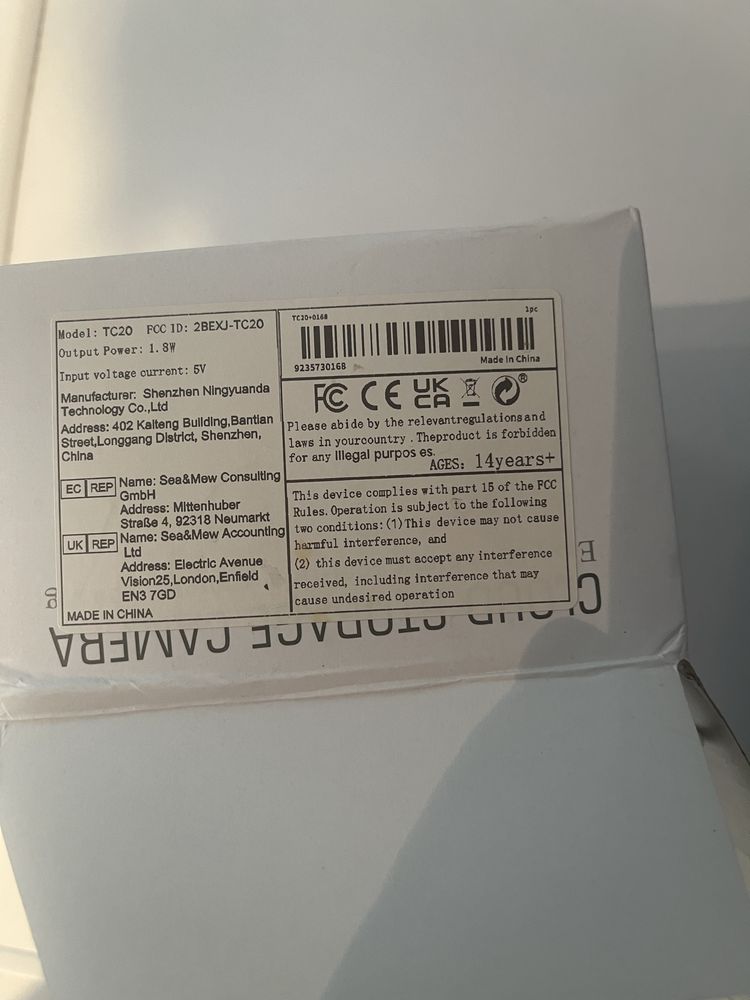 Model: TC20 FCC ID: 2BEXJ-TC20
Output Power: 1.8W
Input voltage current: 5V
Manufacturer: Shenzhen Ningyuanda
Technology Co.,Ltd
Address: 402 Kaiteng Building,Bantian
Street,Longgang District, Shenzhen,
China
EC REP Name: Sea&Mew Consulting
GmbH
Address: Mittenhuber
Straße 4, 92318 Neumarkt
UK REP Name: Sea&Mew Accounting
Ltd
Address: Electric Avenue
Vision25,London,Enfield
EN3 7GD
MADE IN CHINA
TC20+0168 1pc
9235730168 Made in China
FC CE UK CA
Please abide by the relevantregulations and
laws in yourcountry . Theproduct is forbidden
for any illegal purpos es.
AGES: 14years+
This device complies with part 15 of the FCC
Rules. Operation is subject to the following
two conditions: (1)This device may not cause
harmful interference, and
(2) this device must accept any interference
received, including interference that may
cause undesired operation
CLOUD STORAGE CAMERA